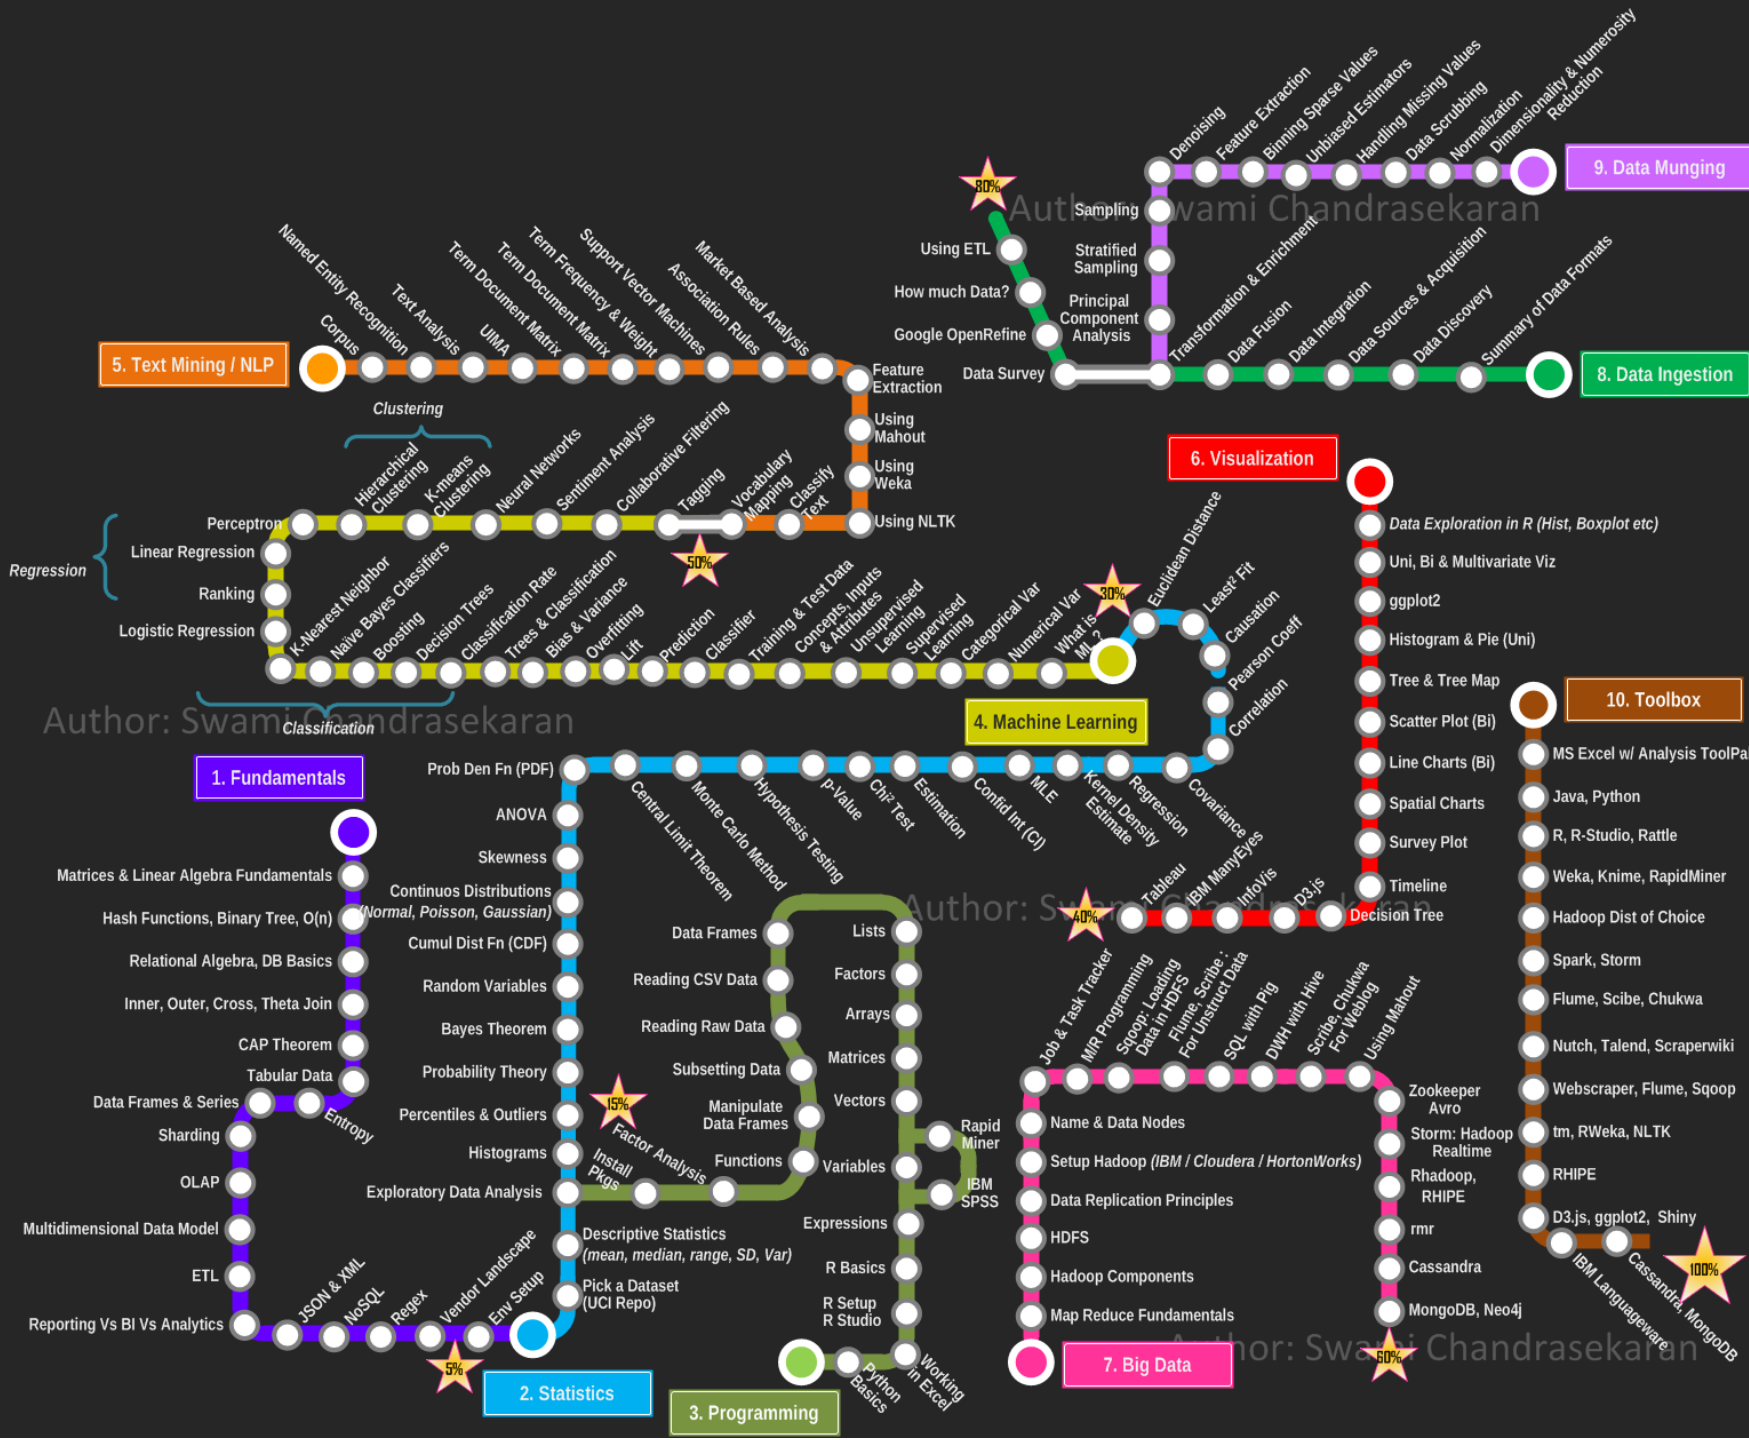 Denoising
Feature Extraction
Binning Sparse Values
Unbiased Estimators
Handling Missing Values
Data Scrubbing
Normalization
Dimensionality & Numerosity
Reduction
9. Data Munging
80%
Author: Swami Chandrasekaran
Sampling
Using ETL
Stratified
Sampling
How much Data?
Principal
Component
Analysis
Google OpenRefine
Data Survey
Transformation & Enrichment
Data Fusion
Data Integration
Data Sources & Acquisition
Data Discovery
Summary of Data Formats
8. Data Ingestion
5. Text Mining / NLP
Corpus
Named Entity Recognition
Text Analysis
UIMA
Term Document Matrix
Term Document Matrix
Term Frequency & Weight
Support Vector Machines
Association Rules
Market Based Analysis
Feature
Extraction
Using
Mahout
Using
Weka
Using NLTK
Clustering
Perceptron
Hierarchical
Clustering
K-means
Clustering
Neural Networks
Sentiment Analysis
Collaborative Filtering
Tagging
Vocabulary
Mapping
Classify
Text
50%
Regression
Linear Regression
Ranking
Logistic Regression
K-Nearest Neighbor
Naïve Bayes Classifiers
Boosting
Decision Trees
Classification Rate
Trees & Classification
Bias & Variance
Overfitting
Lift
Prediction
Classifier
Training & Test Data
Concepts, Inputs
& Attributes
Unsupervised
Learning
Supervised
Learning
Categorical Var
Numerical Var
What is
ML?
30%
Euclidean Distance
Least² Fit
Causation
Pearson Coeff
Correlation
4. Machine Learning
Author: Swami Chandrasekaran
Classification
6. Visualization
Data Exploration in R (Hist, Boxplot etc)
Uni, Bi & Multivariate Viz
ggplot2
Histogram & Pie (Uni)
Tree & Tree Map
Scatter Plot (Bi)
Line Charts (Bi)
Spatial Charts
Survey Plot
Timeline
Decision Tree
D3.js
InfoVis
IBM ManyEyes
Tableau
40%
Author: Swami Chandrasekaran
10. Toolbox
MS Excel w/ Analysis ToolPa
Java, Python
R, R-Studio, Rattle
Weka, Knime, RapidMiner
Hadoop Dist of Choice
Spark, Storm
Flume, Scibe, Chukwa
Nutch, Talend, Scraperwiki
Webscraper, Flume, Sqoop
tm, RWeka, NLTK
RHIPE
D3.js, ggplot2, Shiny
IBM Languageware
Cassandra, MongoDB
100%
1. Fundamentals
Matrices & Linear Algebra Fundamentals
Hash Functions, Binary Tree, O(n)
Relational Algebra, DB Basics
Inner, Outer, Cross, Theta Join
CAP Theorem
Tabular Data
Entropy
Data Frames & Series
Sharding
OLAP
Multidimensional Data Model
ETL
Reporting Vs BI Vs Analytics
JSON & XML
NoSQL
Regex
Vendor Landscape
Env Setup
5%
2. Statistics
Pick a Dataset
(UCI Repo)
Descriptive Statistics
(mean, median, range, SD, Var)
Exploratory Data Analysis
Histograms
Percentiles & Outliers
Probability Theory
Bayes Theorem
Random Variables
Cumul Dist Fn (CDF)
Continuos Distributions
(Normal, Poisson, Gaussian)
Skewness
ANOVA
Prob Den Fn (PDF)
Central Limit Theorem
Monte Carlo Method
Hypothesis Testing
p-Value
Chi² Test
Estimation
Confid Int (CI)
MLE
Kernel Density
Estimate
Regression
Covariance
15%
3. Programming
Python
Basics
Working
in Excel
R Setup
R Studio
R Basics
Expressions
IBM
SPSS
Rapid
Miner
Variables
Vectors
Matrices
Arrays
Factors
Lists
Data Frames
Reading CSV Data
Reading Raw Data
Subsetting Data
Manipulate
Data Frames
Functions
Factor Analysis
Install
Pkgs
7. Big Data
Map Reduce Fundamentals
Hadoop Components
HDFS
Data Replication Principles
Setup Hadoop (IBM / Cloudera / HortonWorks)
Name & Data Nodes
Job & Task Tracker
M/R Programming
Sqoop: Loading
Data in HDFS
Flume, Scribe :
For Unstruct Data
SQL with Pig
DWH with Hive
Scribe, Chukwa
For Weblog
Using Mahout
Zookeeper
Avro
Storm: Hadoop
Realtime
Rhadoop,
RHIPE
rmr
Cassandra
MongoDB, Neo4j
60%
Author: Swami Chandrasekaran